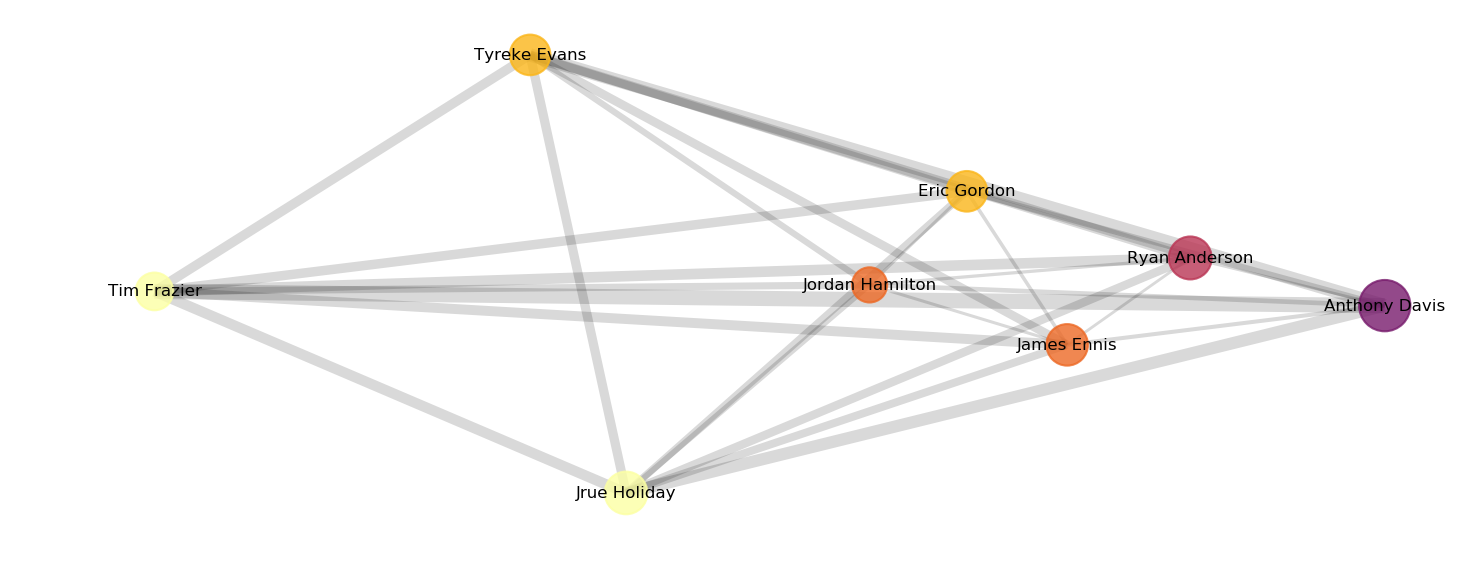 Tyreke Evans
Eric Gordon
Ryan Anderson
Jordan Hamilton
Tim Frazier
Anthony Davis
James Ennis
Jrue Holiday